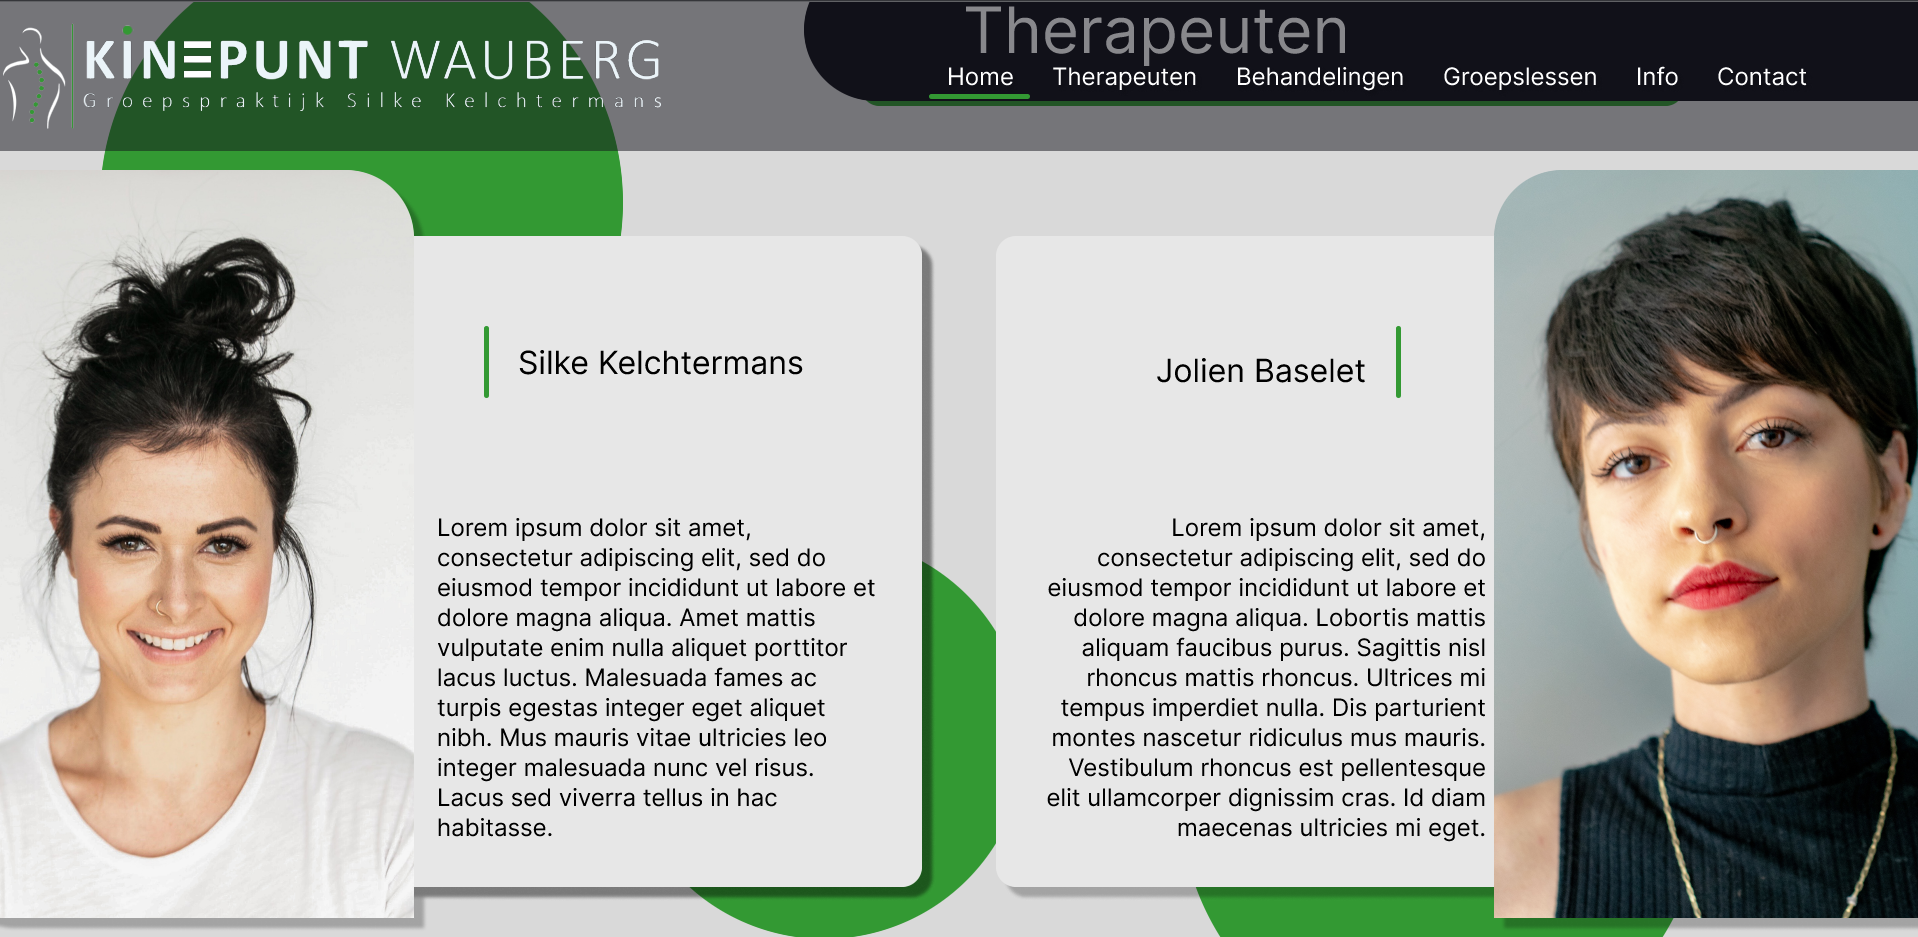 Therapeuten
KINEPUNT WAUBERG
Groepspraktijk Silke Kelchtermans
Home Therapeuten Behandelingen Groepslessen Info Contact
Silke Kelchtermans
Lorem ipsum dolor sit amet,
consectetur adipiscing elit, sed do
eiusmod tempor incididunt ut labore et
dolore magna aliqua. Amet mattis
vulputate enim nulla aliquet porttitor
lacus luctus. Malesuada fames ac
turpis egestas integer eget aliquet
nibh. Mus mauris vitae ultricies leo
integer malesuada nunc vel risus.
Lacus sed viverra tellus in hac
habitasse.
Jolien Baselet
Lorem ipsum dolor sit amet,
consectetur adipiscing elit, sed do
eiusmod tempor incididunt ut labore et
dolore magna aliqua. Lobortis mattis
aliquam faucibus purus. Sagittis nisl
rhoncus mattis rhoncus. Ultrices mi
tempus imperdiet nulla. Dis parturient
montes nascetur ridiculus mus mauris.
Vestibulum rhoncus est pellentesque
elit ullamcorper dignissim cras. Id diam
maecenas ultricies mi eget.